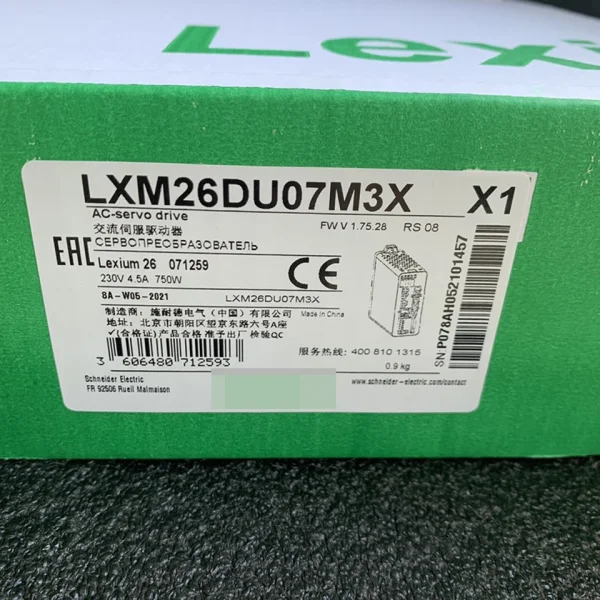 Lexi
LXM26DU07M3X X1
AC-servo drive
交流伺服驱动器
FW V 1.75.28 RS 08
СЕРВОПРЕОБРАЗОВАТЕЛЬ
EAC
Lexium 26 071259
230V 4.5A 750W
CE
8A-W05-2021
LXM26DU07M3X
制造商: 施耐德电气(中国)有限公司 Made in China
地址: 北京市朝阳区望京东路六号A座
✓(合格证)产品合格 准予出厂 检验QC
服务热线: 400 810 1315
3 606480 712593
0.9 kg
Schneider Electric
FR 92506 Rueil Malmaison
www.schneider-electric.com/contact
SN P078AH052101457